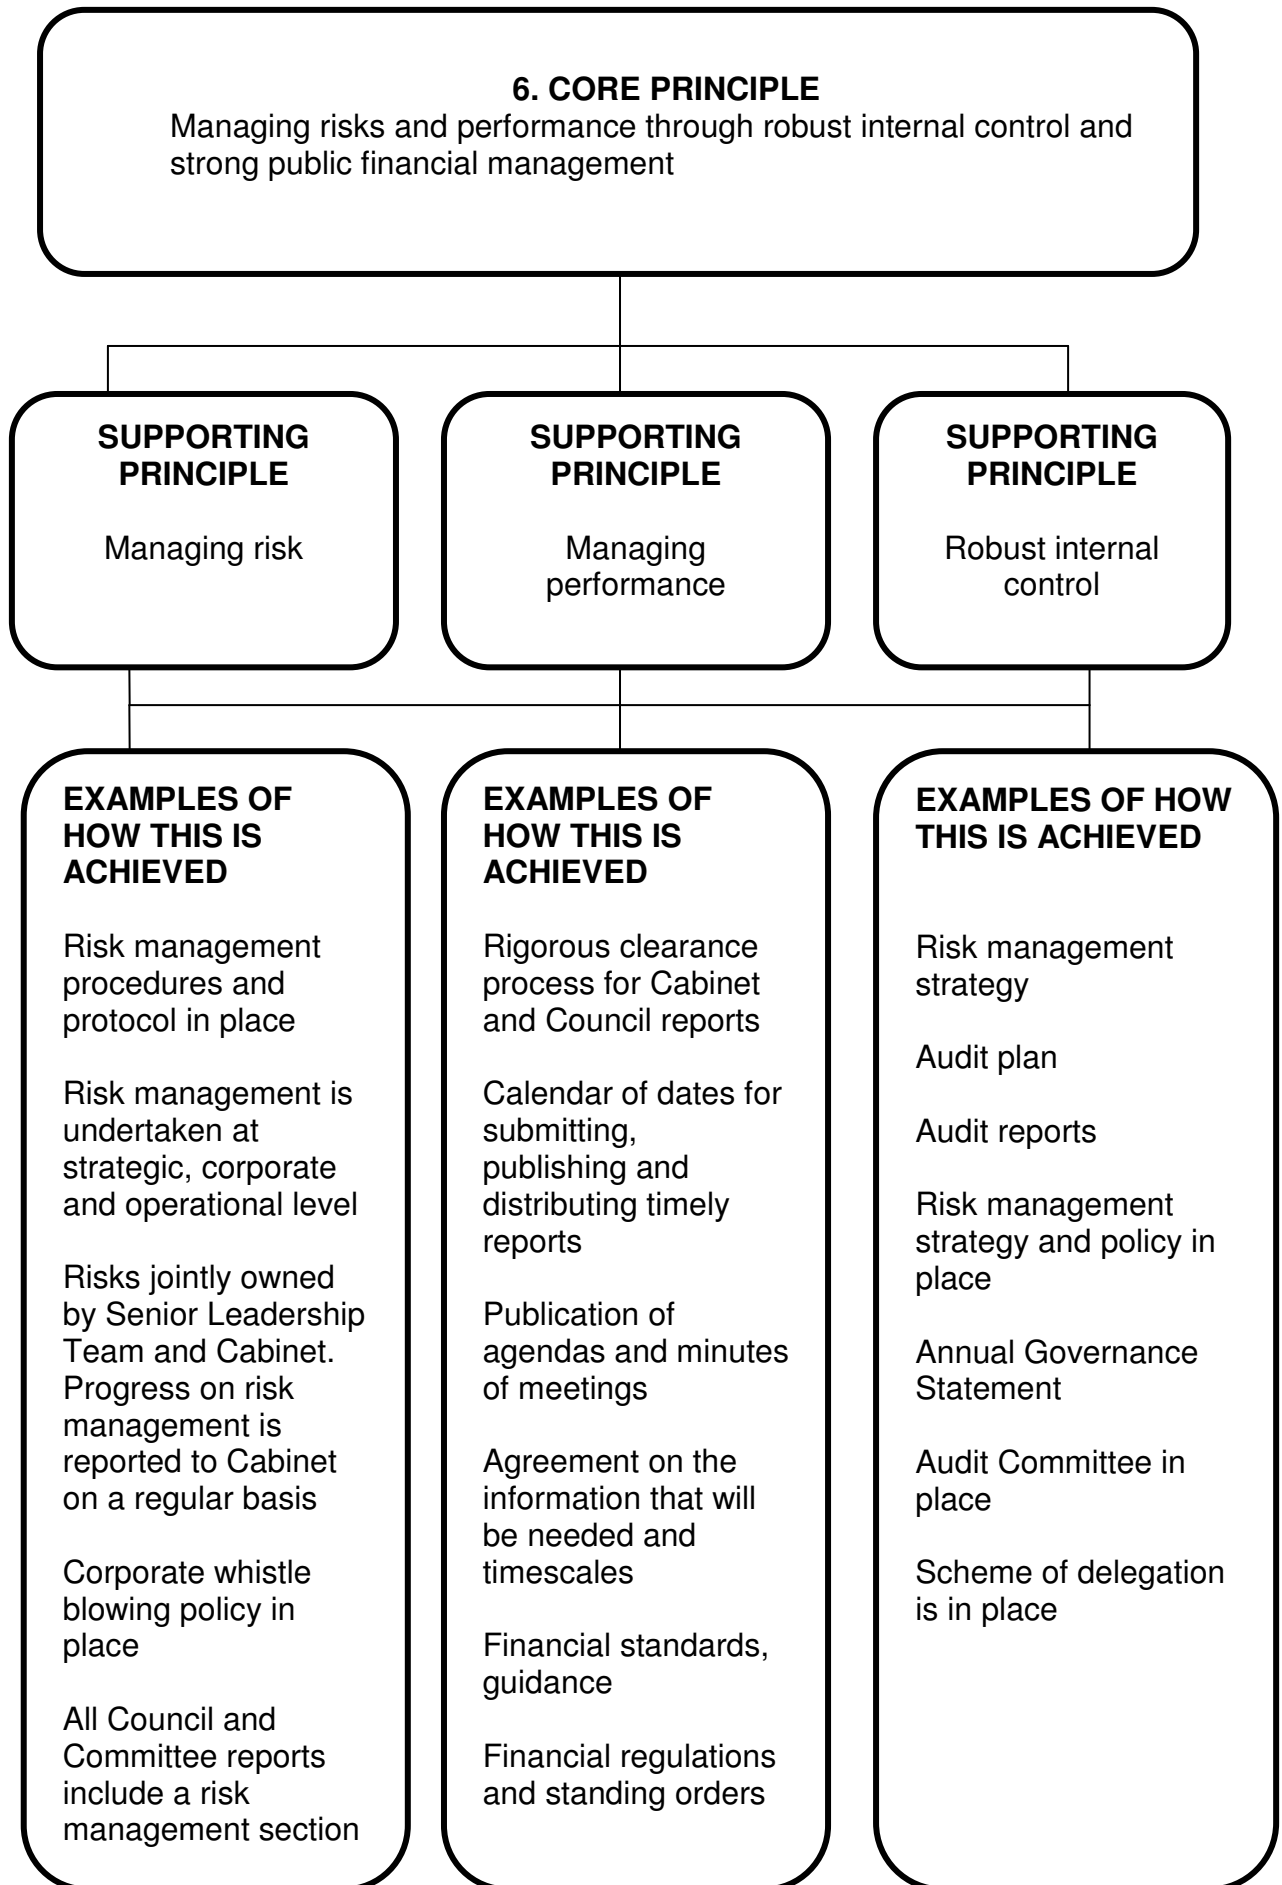 6. CORE PRINCIPLE
Managing risks and performance through robust internal control and
strong public financial management
SUPPORTING
PRINCIPLE
Managing risk
SUPPORTING
PRINCIPLE
Managing
performance
SUPPORTING
PRINCIPLE
Robust internal
control
EXAMPLES OF
HOW THIS IS
ACHIEVED
Risk management
procedures and
protocol in place
Risk management is
undertaken at
strategic, corporate
and operational level
Risks jointly owned
by Senior Leadership
Team and Cabinet.
Progress on risk
management is
reported to Cabinet
on a regular basis
Corporate whistle
blowing policy in
place
All Council and
Committee reports
include a risk
management section
EXAMPLES OF
HOW THIS IS
ACHIEVED
Rigorous clearance
process for Cabinet
and Council reports
Calendar of dates for
submitting,
publishing and
distributing timely
reports
Publication of
agendas and minutes
of meetings
Agreement on the
information that will
be needed and
timescales
Financial standards,
guidance
Financial regulations
and standing orders
EXAMPLES OF HOW
THIS IS ACHIEVED
Risk management
strategy
Audit plan
Audit reports
Risk management
strategy and policy in
place
Annual Governance
Statement
Audit Committee in
place
Scheme of delegation
is in place